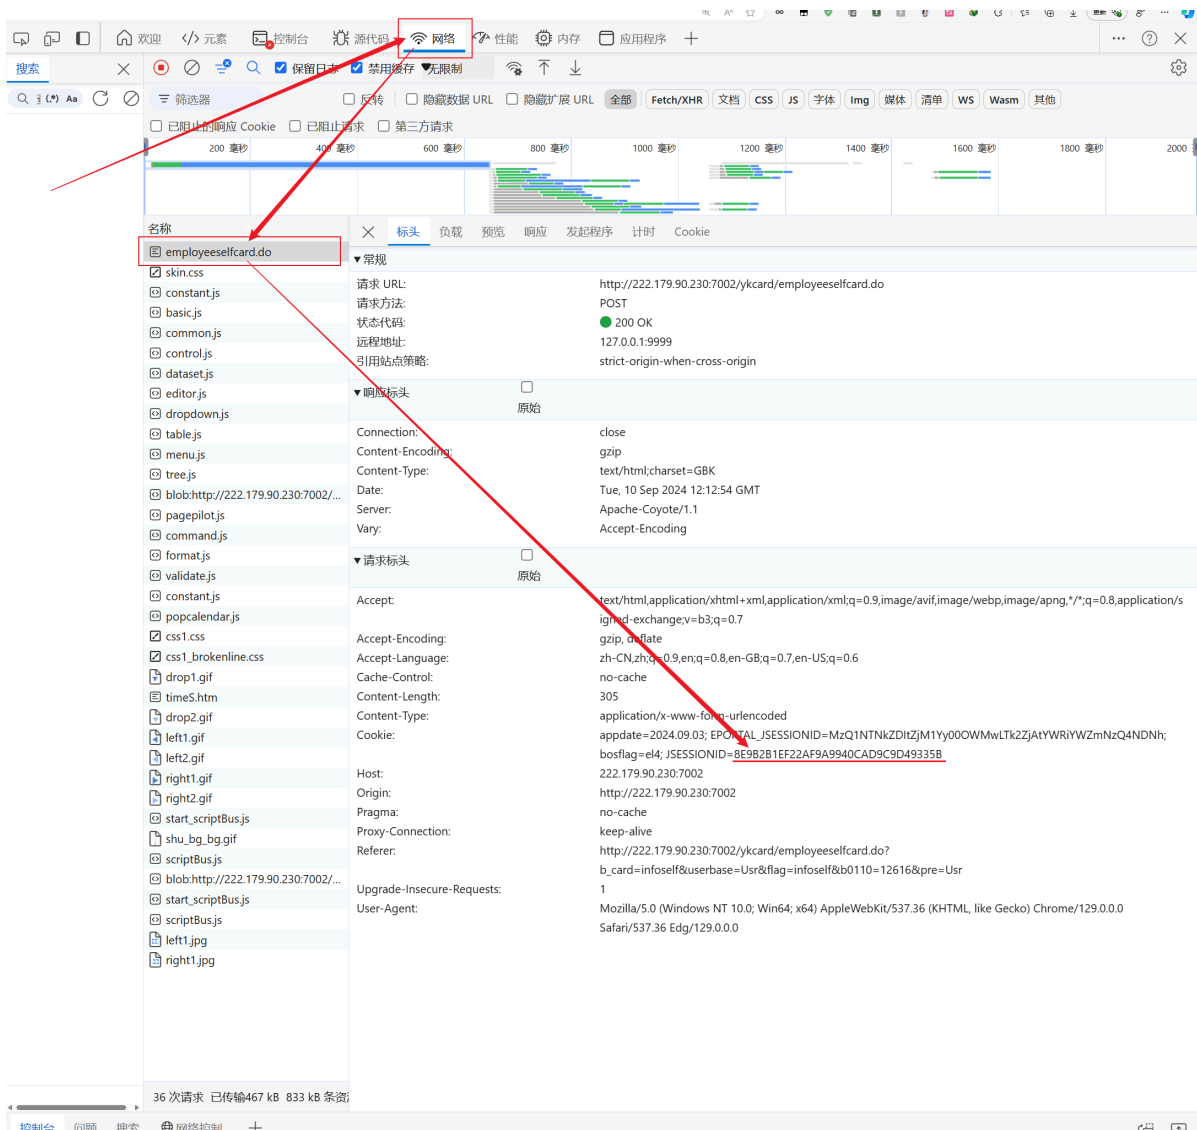 欢迎 元素 控制台 源代码 网络 性能 内存 应用程序
搜索
保留日志 禁用缓存 无限制
(.*) Aa
筛选器 反转 隐藏数据 URL 隐藏扩展 URL 全部 Fetch/XHR 文档 CSS JS 字体 Img 媒体 清单 WS Wasm 其他
已阻止的响应 Cookie 已阻止请求 第三方请求
200 毫秒 400 毫秒 600 毫秒 800 毫秒 1000 毫秒 1200 毫秒 1400 毫秒 1600 毫秒 1800 毫秒 2000
名称
employeeselfcard.do
skin.css
constant.js
basic.js
common.js
control.js
dataset.js
editor.js
dropdown.js
table.js
menu.js
tree.js
blob:http://222.179.90.230:7002/...
pagepilot.js
command.js
format.js
validate.js
constant.js
popcalendar.js
css1.css
css1_brokenline.css
drop1.gif
timeS.htm
drop2.gif
left1.gif
left2.gif
right1.gif
right2.gif
start_scriptBus.js
shu_bg_bg.gif
scriptBus.js
blob:http://222.179.90.230:7002/...
start_scriptBus.js
scriptBus.js
left1.jpg
right1.jpg
36 次请求 已传输467 kB 833 kB 条资
标头 负载 预览 响应 发起程序 计时 Cookie
▼常规
请求 URL: http://222.179.90.230:7002/ykcard/employeeselfcard.do
请求方法: POST
状态代码: 200 OK
远程地址: 127.0.0.1:9999
引用站点策略: strict-origin-when-cross-origin
▼响应标头
原始
Connection: close
Content-Encoding: gzip
Content-Type: text/html;charset=GBK
Date: Tue, 10 Sep 2024 12:12:54 GMT
Server: Apache-Coyote/1.1
Vary: Accept-Encoding
▼请求标头
原始
Accept: text/html,application/xhtml+xml,application/xml;q=0.9,image/avif,image/webp,image/apng,*/*;q=0.8,application/s
igned-exchange;v=b3;q=0.7
Accept-Encoding: gzip, deflate
Accept-Language: zh-CN,zh;q=0.9,en;q=0.8,en-GB;q=0.7,en-US;q=0.6
Cache-Control: no-cache
Content-Length: 305
Content-Type: application/x-www-form-urlencoded
Cookie: appdate=2024.09.03; EPORTAL_JSESSIONID=MzQ1NTNkZDItZjM1Yy00OWMwLTk2ZjAtYWRiYWZmNzQ4NDNh;
bosflag=el4; JSESSIONID=8E9B2B1EF22AF9A9940CAD9C9D49335B
Host: 222.179.90.230:7002
Origin: http://222.179.90.230:7002
Pragma: no-cache
Proxy-Connection: keep-alive
Referer: http://222.179.90.230:7002/ykcard/employeeselfcard.do?
b_card=infoself&userbase=Usr&flag=infoself&b0110=12616&pre=Usr
Upgrade-Insecure-Requests: 1
User-Agent: Mozilla/5.0 (Windows NT 10.0; Win64; x64) AppleWebKit/537.36 (KHTML, like Gecko) Chrome/129.0.0.0
Safari/537.36 Edg/129.0.0.0
控制台 问题 搜索 网络控制